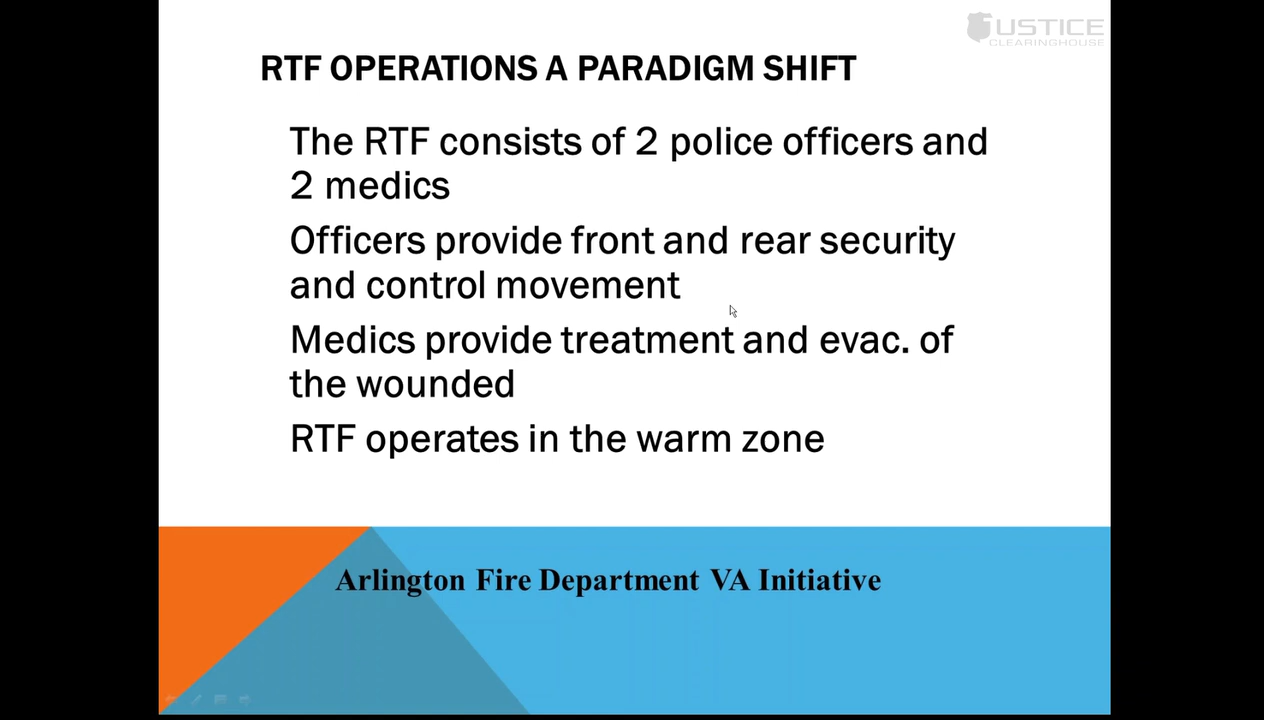 JUSTICE
CLEARINGHOUSE
RTF OPERATIONS A PARADIGM SHIFT
The RTF consists of 2 police officers and
2 medics
Officers provide front and rear security
and control movement
Medics provide treatment and evac. of
the wounded
RTF operates in the warm zone
Arlington Fire Department VA Initiative